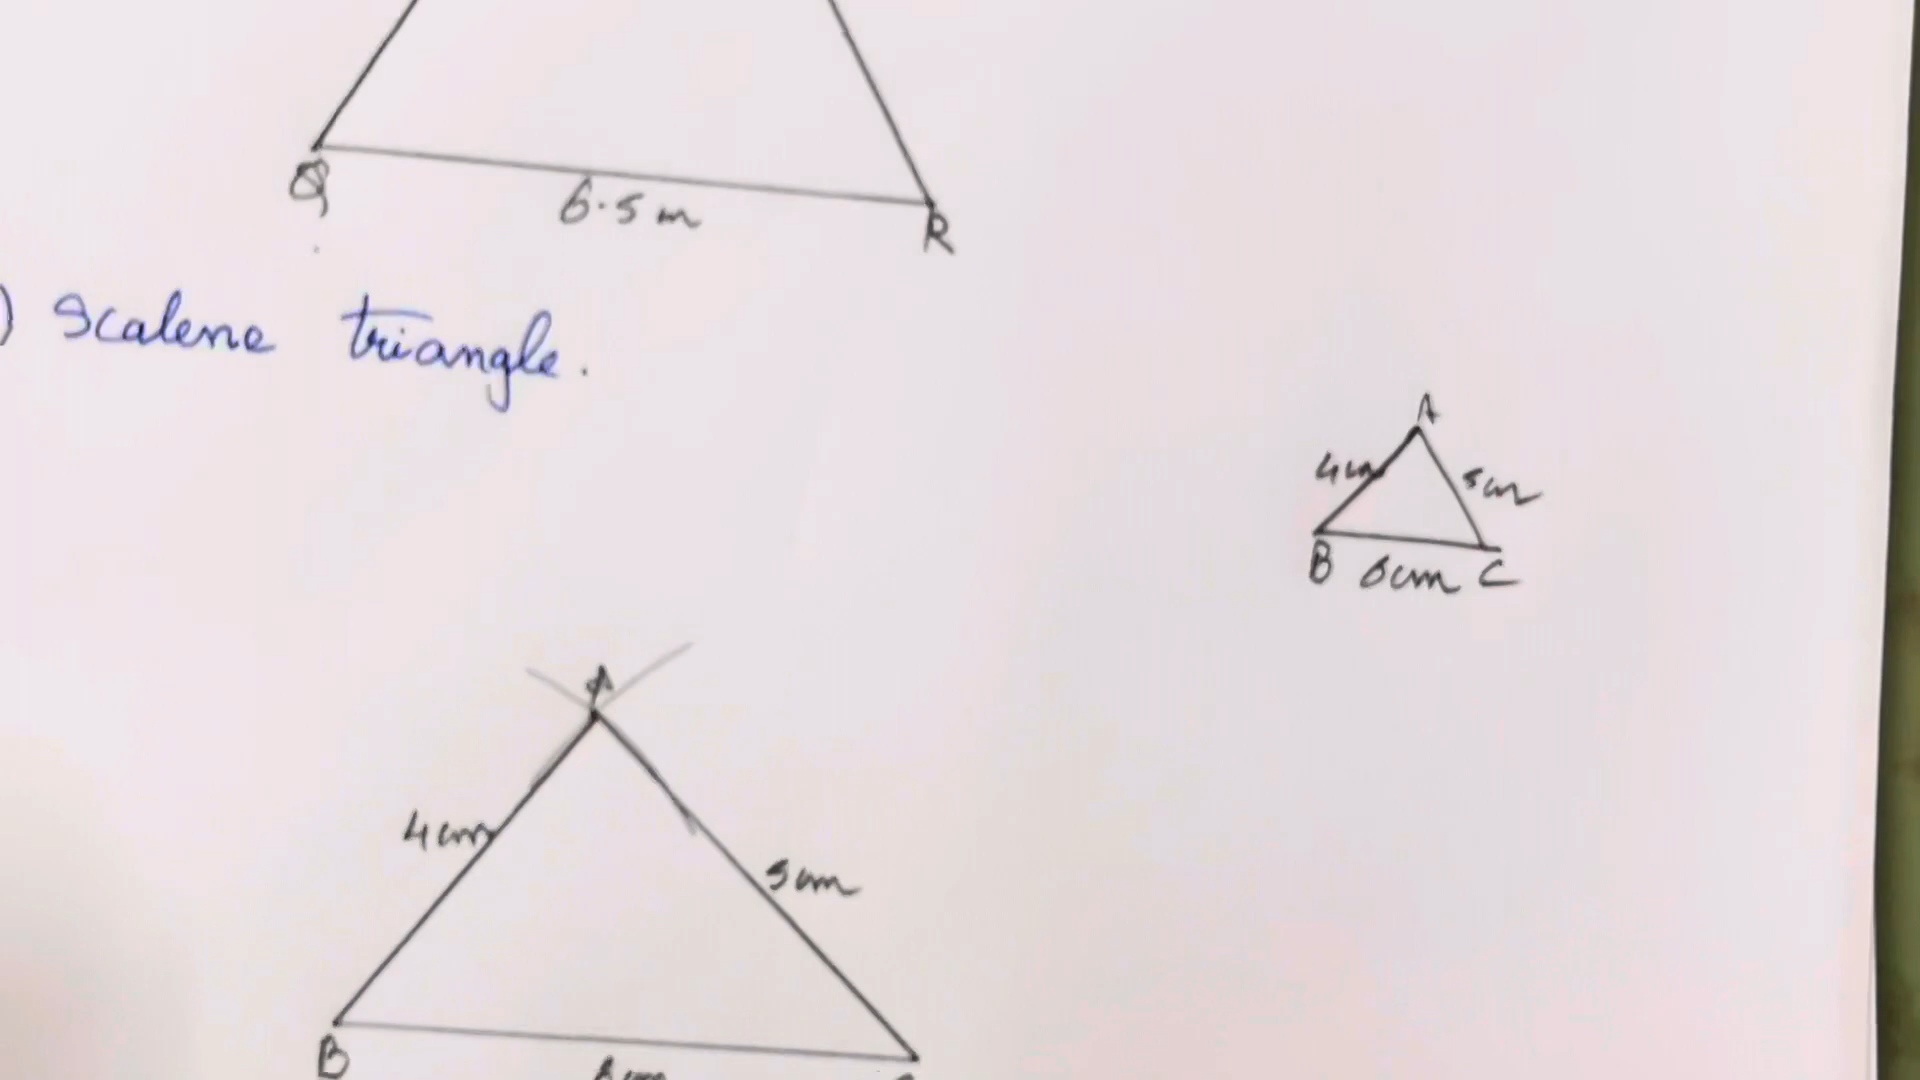 Q
6.5 m
R
) Scalene triangle.
A
4cm
5cm
B 6cm C
A
4cm
5cm
B